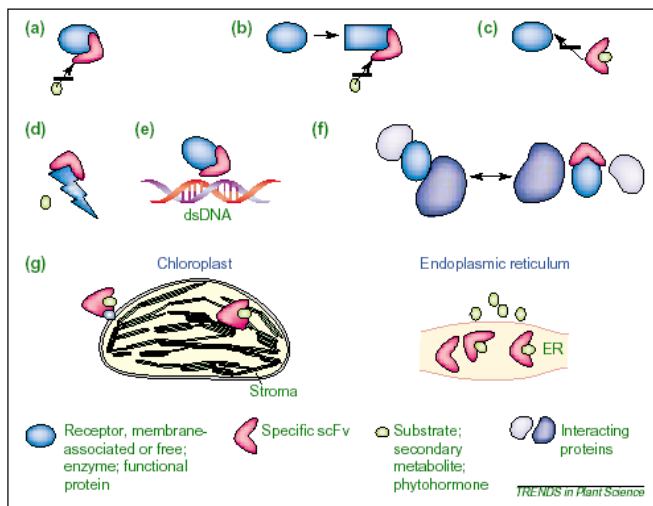 (a)
(b)
(c)
(d)
(e)
(f)
dsDNA
(g)
Chloroplast
Endoplasmic reticulum
ER
Stroma
Receptor, membrane-
associated or free;
enzyme; functional
protein
Specific scFv
Substrate;
secondary
metabolite;
phytohormone
Interacting
proteins
TRENDS in Plant Science